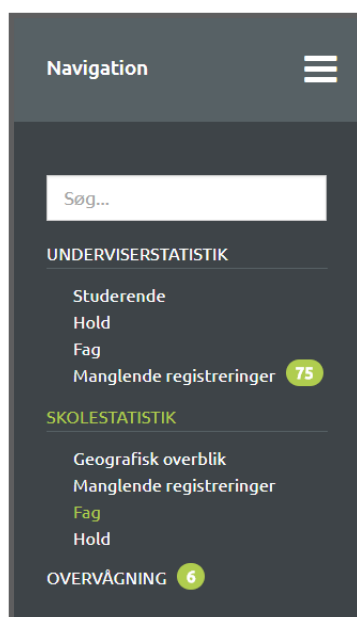 Navigation
Søg...
UNDERVISERSTATISTIK
Studerende
Hold
Fag
Manglende registreringer 75
SKOLESTATISTIK
Geografisk overblik
Manglende registreringer
Fag
Hold
OVERVÅGNING 6